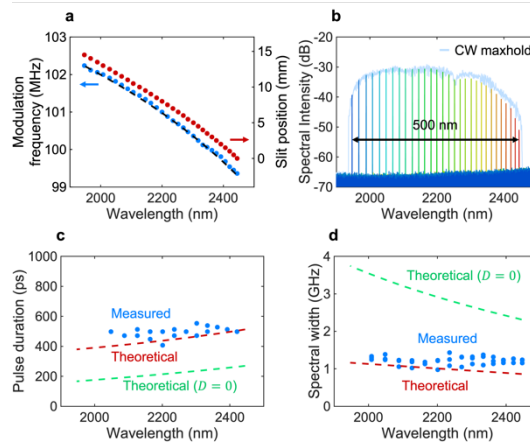 a
103
102
101
100
99
Modulation
frequency (MHz)
15
10
5
0
Slit position (mm)
2000
2200
2400
Wavelength (nm)
b
CW maxhold
-20
-30
-40
-50
-60
-70
Spectral Intensity (dB)
500 nm
2000
2200
2400
Wavelength (nm)
c
1000
800
600
400
200
0
Pulse duration (ps)
Measured
Theoretical
Theoretical (D = 0)
2000
2200
2400
Wavelength (nm)
d
4
3
2
1
0
Spectral width (GHz)
Theoretical (D = 0)
Measured
Theoretical
2000
2200
2400
Wavelength (nm)